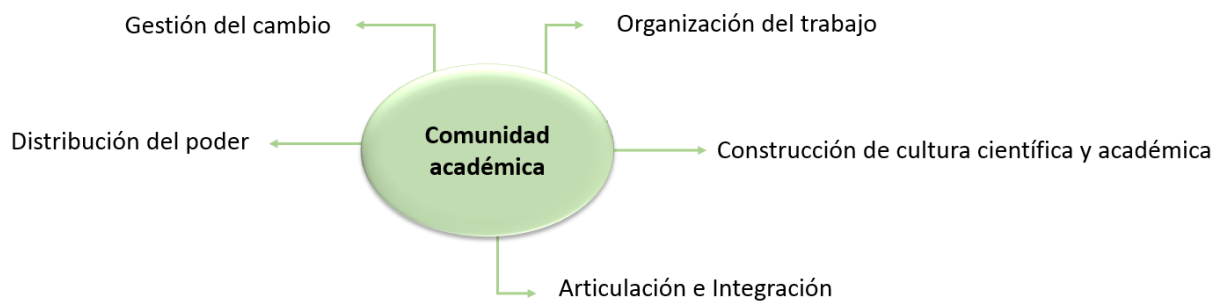 Gestión del cambio
Organización del trabajo
Distribución del poder
Comunidad
académica
Construcción de cultura científica y académica
Articulación e Integración